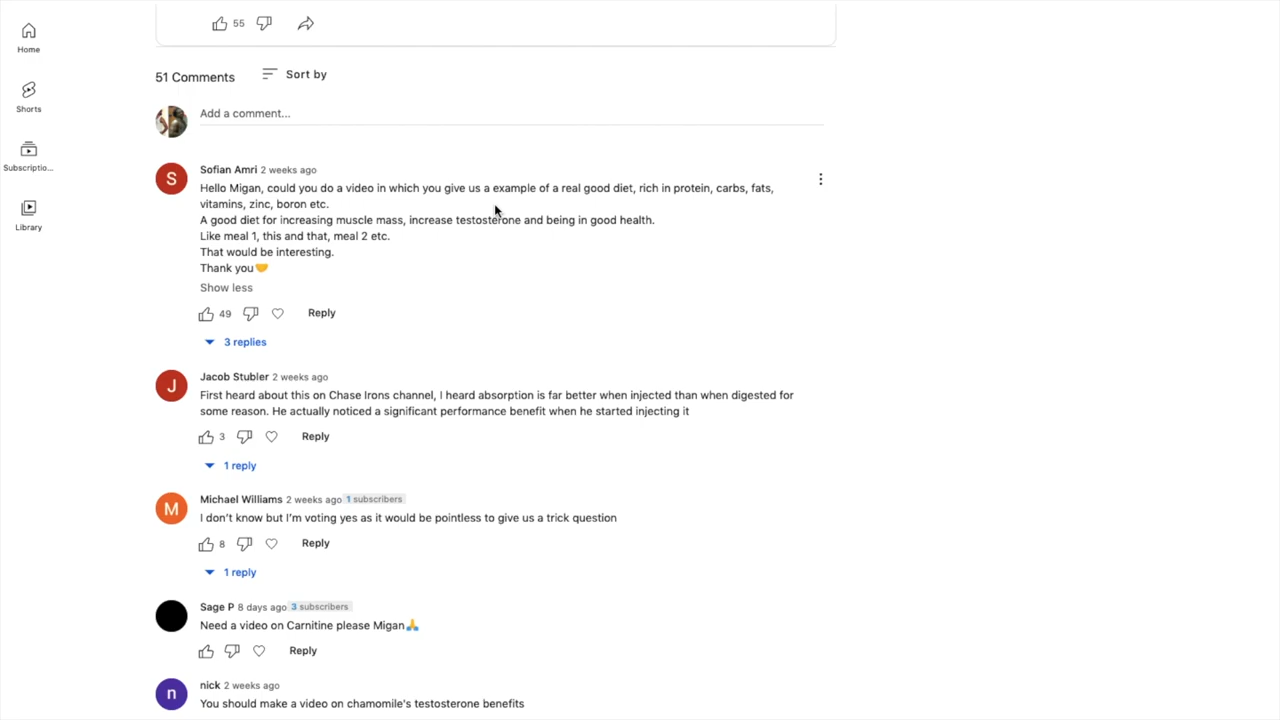 55
Home
51 Comments
Sort by
Shorts
Add a comment...
Subscriptio...
Library
S
Sofian Amri 2 weeks ago
Hello Migan, could you do a video in which you give us a example of a real good diet, rich in protein, carbs, fats,
vitamins, zinc, boron etc.
A good diet for increasing muscle mass, increase testosterone and being in good health.
Like meal 1, this and that, meal 2 etc.
That would be interesting.
Thank you🤝
Show less
49
Reply
3 replies
J
Jacob Stubler 2 weeks ago
First heard about this on Chase Irons channel, I heard absorption is far better when injected than when digested for
some reason. He actually noticed a significant performance benefit when he started injecting it
3
Reply
1 reply
M
Michael Williams 2 weeks ago 1 subscribers
I don't know but I'm voting yes as it would be pointless to give us a trick question
8
Reply
1 reply
Sage P 8 days ago 3 subscribers
Need a video on Carnitine please Migan🙏
Reply
n
nick 2 weeks ago
You should make a video on chamomile's testosterone benefits